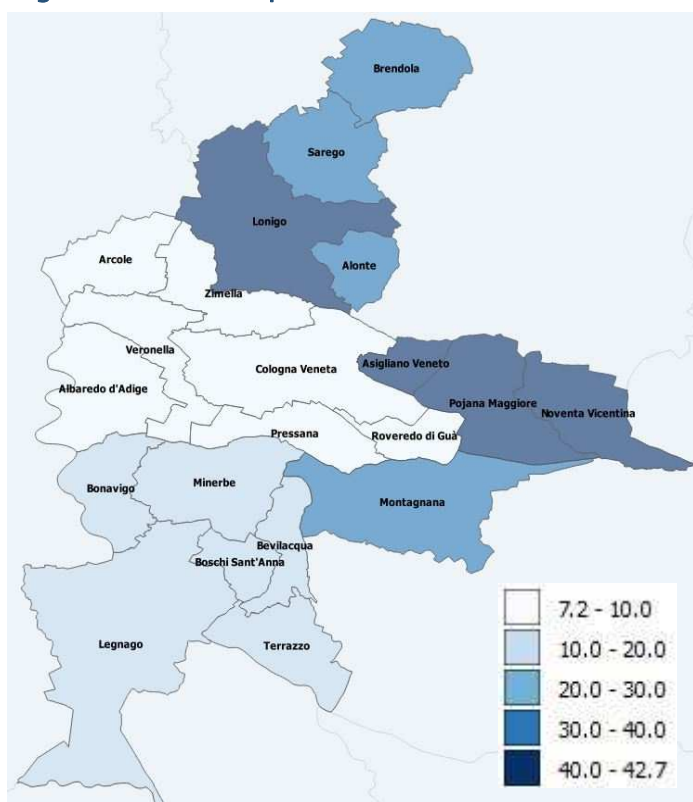 Brendola
Sarego
Lonigo
Arcole
Alonte
Zimella
Veronella
Asigliano Veneto
Cologna Veneta
Albaredo d'Adige
Pojana Maggiore
Noventa Vicentina
Pressana
Roveredo di Guà
Minerbe
Bonavigo
Montagnana
Bevilacqua
Boschi Sant'Anna
Legnago
Terrazzo
7.2 - 10.0
10.0 - 20.0
20.0 - 30.0
30.0 - 40.0
40.0 - 42.7